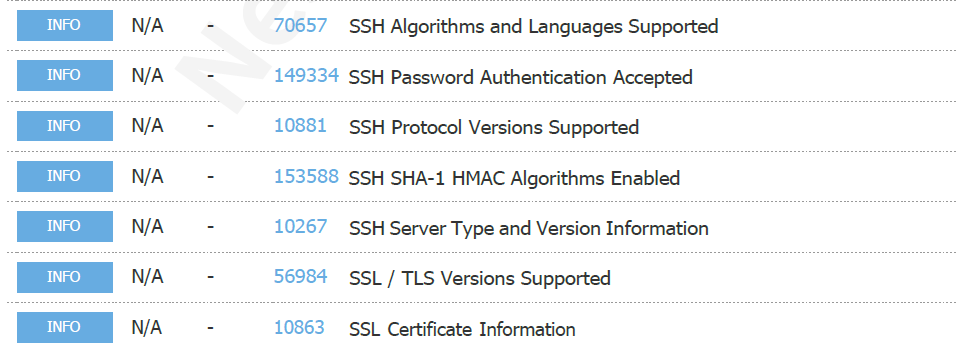 INFO N/A - 70657 SSH Algorithms and Languages Supported
INFO N/A - 149334 SSH Password Authentication Accepted
INFO N/A - 10881 SSH Protocol Versions Supported
INFO N/A - 153588 SSH SHA-1 HMAC Algorithms Enabled
INFO N/A - 10267 SSH Server Type and Version Information
INFO N/A - 56984 SSL / TLS Versions Supported
INFO N/A - 10863 SSL Certificate Information